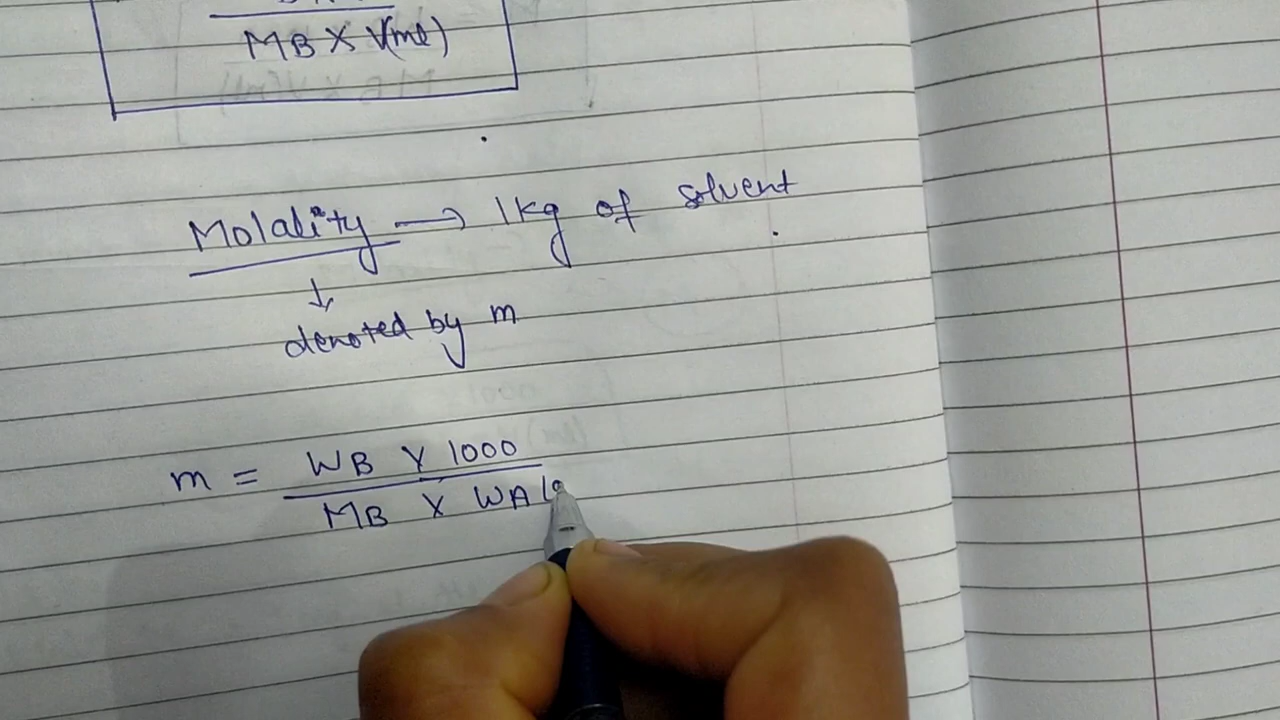 MB X V(ml)
Molality → 1kg of solvent
↓
denoted by m
m = WB X 1000
MB X WA (